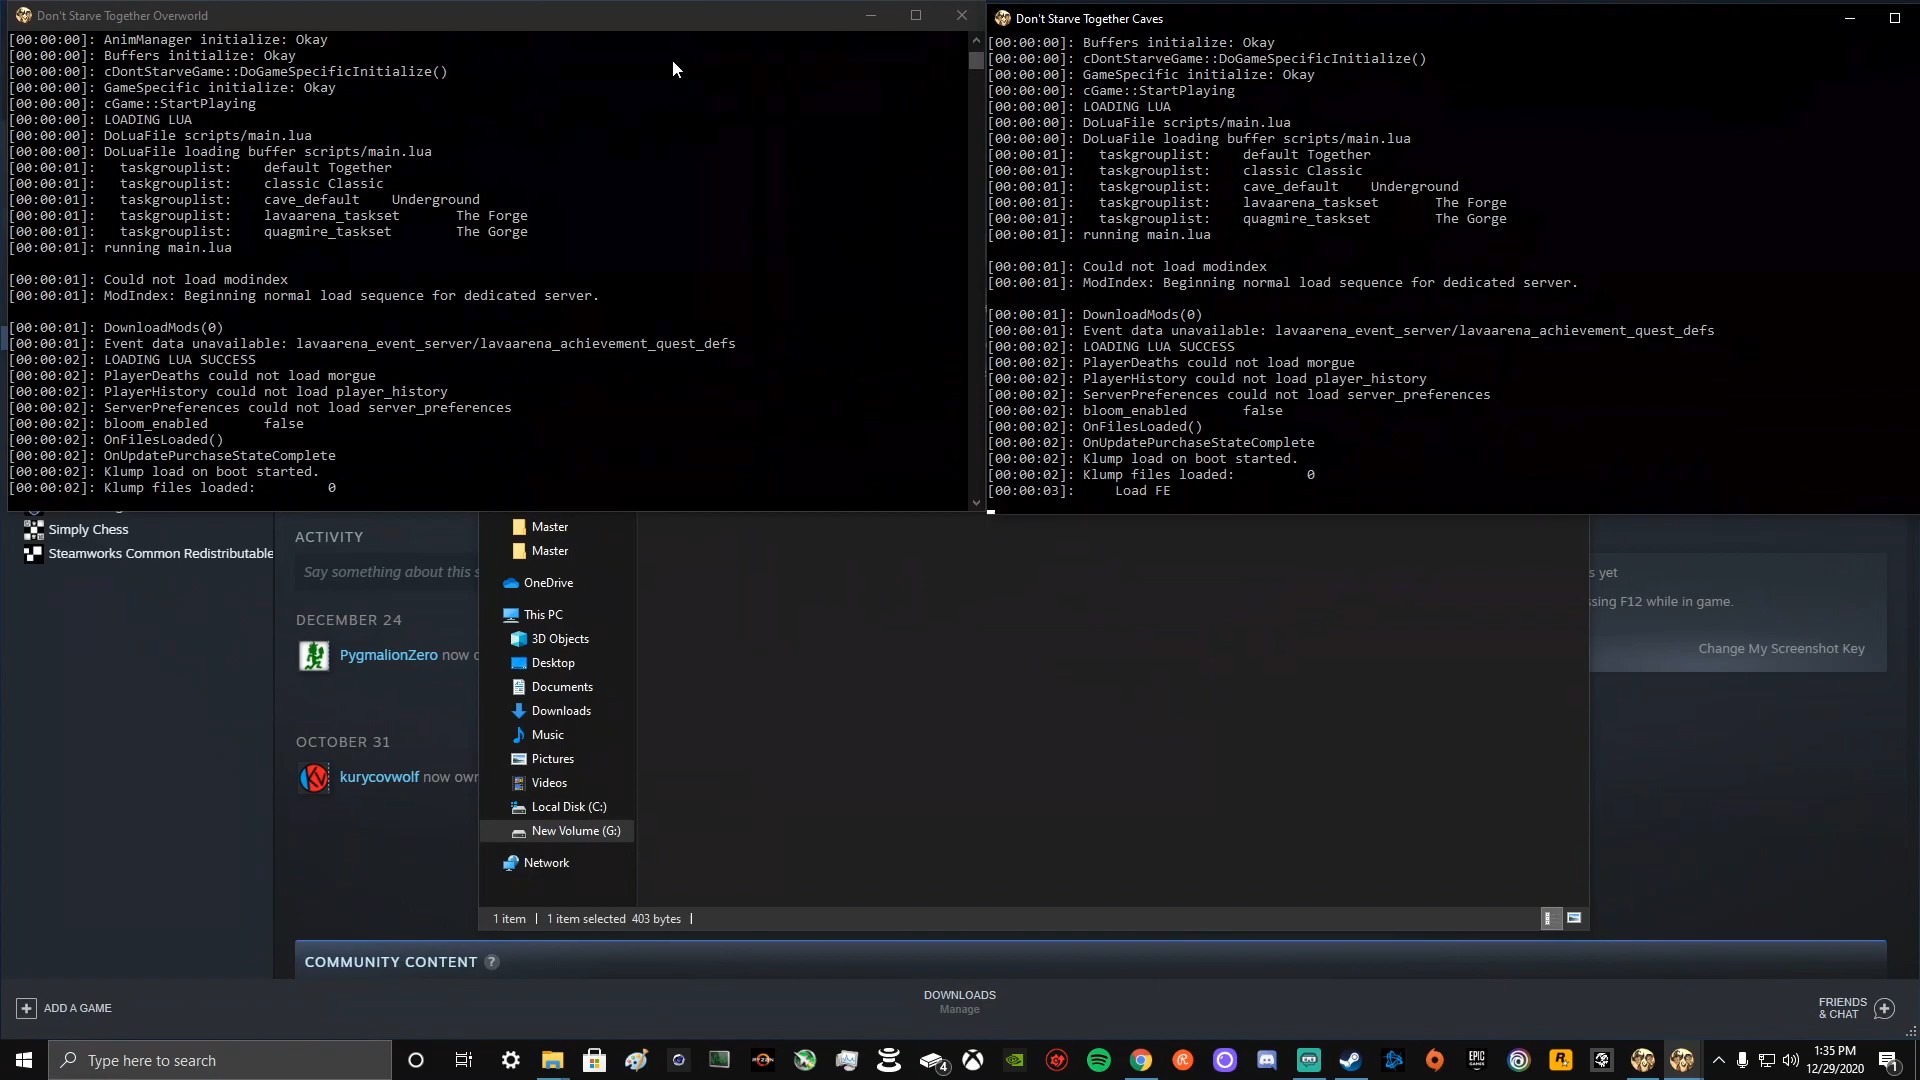 Don't Starve Together Overworld
[00:00:00]: AnimManager initialize: Okay
[00:00:00]: Buffers initialize: Okay
[00:00:00]: cDontStarveGame::DoGameSpecificInitialize()
[00:00:00]: GameSpecific initialize: Okay
[00:00:00]: cGame::StartPlaying
[00:00:00]: LOADING LUA
[00:00:00]: DoLuaFile scripts/main.lua
[00:00:00]: DoLuaFile loading buffer scripts/main.lua
[00:00:01]: taskgrouplist: default Together
[00:00:01]: taskgrouplist: classic Classic
[00:00:01]: taskgrouplist: cave_default Underground
[00:00:01]: taskgrouplist: lavaarena_taskset The Forge
[00:00:01]: taskgrouplist: quagmire_taskset The Gorge
[00:00:01]: running main.lua
[00:00:01]: Could not load modindex
[00:00:01]: ModIndex: Beginning normal load sequence for dedicated server.
[00:00:01]: DownloadMods(0)
[00:00:01]: Event data unavailable: lavaarena_event_server/lavaarena_achievement_quest_defs
[00:00:02]: LOADING LUA SUCCESS
[00:00:02]: PlayerDeaths could not load morgue
[00:00:02]: PlayerHistory could not load player_history
[00:00:02]: ServerPreferences could not load server_preferences
[00:00:02]: bloom_enabled false
[00:00:02]: OnFilesLoaded()
[00:00:02]: OnUpdatePurchaseStateComplete
[00:00:02]: Klump load on boot started.
[00:00:02]: Klump files loaded: 0
Don't Starve Together Caves
[00:00:00]: Buffers initialize: Okay
[00:00:00]: cDontStarveGame::DoGameSpecificInitialize()
[00:00:00]: GameSpecific initialize: Okay
[00:00:00]: cGame::StartPlaying
[00:00:00]: LOADING LUA
[00:00:00]: DoLuaFile scripts/main.lua
[00:00:00]: DoLuaFile loading buffer scripts/main.lua
[00:00:01]: taskgrouplist: default Together
[00:00:01]: taskgrouplist: classic Classic
[00:00:01]: taskgrouplist: cave_default Underground
[00:00:01]: taskgrouplist: lavaarena_taskset The Forge
[00:00:01]: taskgrouplist: quagmire_taskset The Gorge
[00:00:01]: running main.lua
[00:00:01]: Could not load modindex
[00:00:01]: ModIndex: Beginning normal load sequence for dedicated server.
[00:00:01]: DownloadMods(0)
[00:00:01]: Event data unavailable: lavaarena_event_server/lavaarena_achievement_quest_defs
[00:00:02]: LOADING LUA SUCCESS
[00:00:02]: PlayerDeaths could not load morgue
[00:00:02]: PlayerHistory could not load player_history
[00:00:02]: ServerPreferences could not load server_preferences
[00:00:02]: bloom_enabled false
[00:00:02]: OnFilesLoaded()
[00:00:02]: OnUpdatePurchaseStateComplete
[00:00:02]: Klump load on boot started.
[00:00:02]: Klump files loaded: 0
[00:00:03]: Load FE
Simply Chess
Steamworks Common Redistributable
ACTIVITY
Say something about this s
DECEMBER 24
PygmalionZero now o
OCTOBER 31
kurycovwolf now own
Master
Master
OneDrive
This PC
3D Objects
Desktop
Documents
Downloads
Music
Pictures
Videos
Local Disk (C:)
New Volume (G:)
Network
1 item
1 item selected 403 bytes
s yet
ssing F12 while in game.
Change My Screenshot Key
COMMUNITY CONTENT ?
ADD A GAME
DOWNLOADS
Manage
FRIENDS
& CHAT
Type here to search
4
EPIC
GAMES
1:35 PM
12/29/2020
1